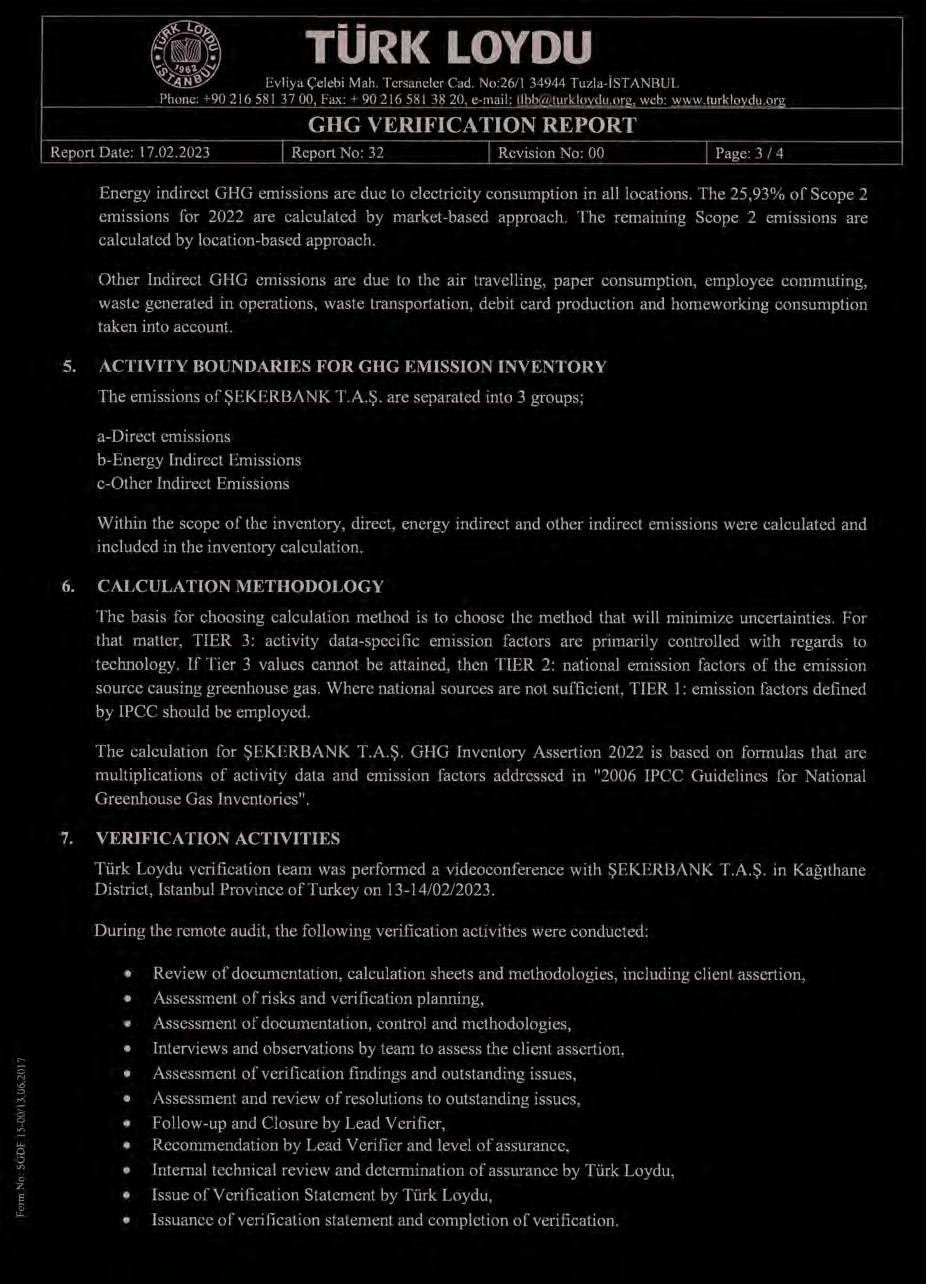 TÜRK LOYDU
TÜRK LOYDU
1962
İSTANBUL
Evliya Çelebi Mah. Tersaneler Cad. No:26/1 34944 Tuzla-İSTANBUL
Phone: +90 216 581 37 00, Fax: + 90 216 581 38 20, e-mail: tlbb@turkloydu.org, web: www.turkloydu.org
GHG VERIFICATION REPORT
Report Date: 17.02.2023 Report No: 32 Revision No: 00 Page: 3 / 4
Energy indirect GHG emissions are due to electricity consumption in all locations. The 25,93% of Scope 2
emissions for 2022 are calculated by market-based approach. The remaining Scope 2 emissions are
calculated by location-based approach.
Other Indirect GHG emissions are due to the air travelling, paper consumption, employee commuting,
waste generated in operations, waste transportation, debit card production and homeworking consumption
taken into account.
5. ACTIVITY BOUNDARIES FOR GHG EMISSION INVENTORY
The emissions of ŞEKERBANK T.A.Ş. are separated into 3 groups;
a-Direct emissions
b-Energy Indirect Emissions
c-Other Indirect Emissions
Within the scope of the inventory, direct, energy indirect and other indirect emissions were calculated and
included in the inventory calculation.
6. CALCULATION METHODOLOGY
The basis for choosing calculation method is to choose the method that will minimize uncertainties. For
that matter, TIER 3: activity data-specific emission factors are primarily controlled with regards to
technology. If Tier 3 values cannot be attained, then TIER 2: national emission factors of the emission
source causing greenhouse gas. Where national sources are not sufficient, TIER 1: emission factors defined
by IPCC should be employed.
The calculation for ŞEKERBANK T.A.Ş. GHG Inventory Assertion 2022 is based on formulas that are
multiplications of activity data and emission factors addressed in "2006 IPCC Guidelines for National
Greenhouse Gas Inventories".
7. VERIFICATION ACTIVITIES
Türk Loydu verification team was performed a videoconference with ŞEKERBANK T.A.Ş. in Kağıthane
District, Istanbul Province of Turkey on 13-14/02/2023.
During the remote audit, the following verification activities were conducted:
• Review of documentation, calculation sheets and methodologies, including client assertion,
• Assessment of risks and verification planning,
• Assessment of documentation, control and methodologies,
• Interviews and observations by team to assess the client assertion,
• Assessment of verification findings and outstanding issues,
• Assessment and review of resolutions to outstanding issues,
• Follow-up and Closure by Lead Verifier,
• Recommendation by Lead Verifier and level of assurance,
• Internal technical review and determination of assurance by Türk Loydu,
• Issue of Verification Statement by Türk Loydu,
• Issuance of verification statement and completion of verification.
Form No: SGDF 15-00/13.06.2017